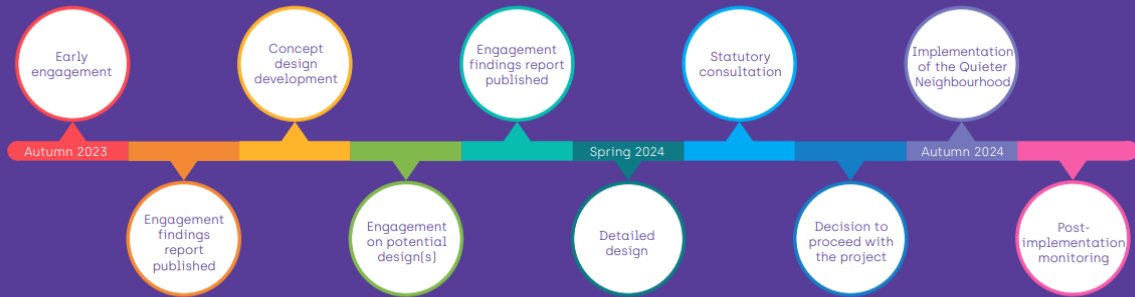 Early
engagement
Concept
design
development
Engagement
findings report
published
Statutory
consultation
Implementation
of the Quieter
Neighbourhood
Autumn 2023
Spring 2024
Autumn 2024
Engagement
findings
report
published
Engagement
on potential
design(s)
Detailed
design
Decision to
proceed with
the project
Post-
implementation
monitoring